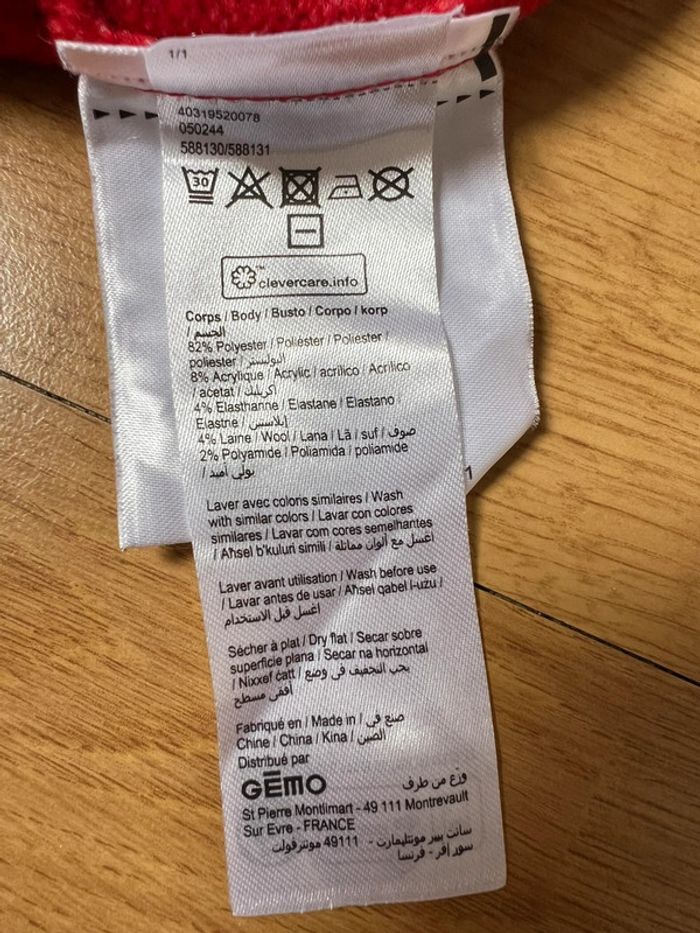 1/1
40319520078
050244
588130/588131
30
™
clevercare.info
Corps / Body / Busto / Corpo / korp
/ الجسم
82% Polyester / Poliéster / Poliester /
poliester / البوليستر
8% Acrylique / Acrylic / acrilico / Acrílico
/ aċetat / أكريليك
4% Elasthanne / Elastane / Elastano
Elastne / إيلاستين
4% Laine / Wool / Lana / Lã / suf / صوف
2% Polyamide / Poliamida / poliamide
/ بولي أميد
Laver avec coloris similaires / Wash
with similar colors / Lavar con colores
similares / Lavar com cores semelhantes
/ Aħsel b'kuluri simili / اغسل مع ألوان مماثلة
Laver avant utilisation / Wash before use
/ Lavar antes de usar / Aħsel qabel l-użu /
اغسل قبل الاستخدام
Sécher à plat / Dry flat / Secar sobre
superficie plana / Secar na horizontal
/ Nixxef ċatt / يجب التجفيف في وضع
أفقي مسطح
Fabriqué en / Made in / صنع في
Chine / China / Kina / الصين
Distribué par
GÉMO وزع من طرف
St Pierre Montlimart - 49 111 Montrevault
Sur Evre - FRANCE
سانت بيير مونتليمارت - 49111 مونترفولت
سور إفر - فرنسا
1